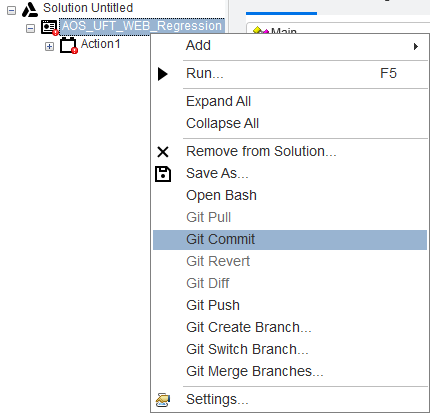 Solution Untitled
AOS_UFT_WEB_Regression
Action1
Main
Add
Run... F5
Expand All
Collapse All
Remove from Solution...
Save As...
Open Bash
Git Pull
Git Commit
Git Revert
Git Diff
Git Push
Git Create Branch...
Git Switch Branch...
Git Merge Branches...
Settings...